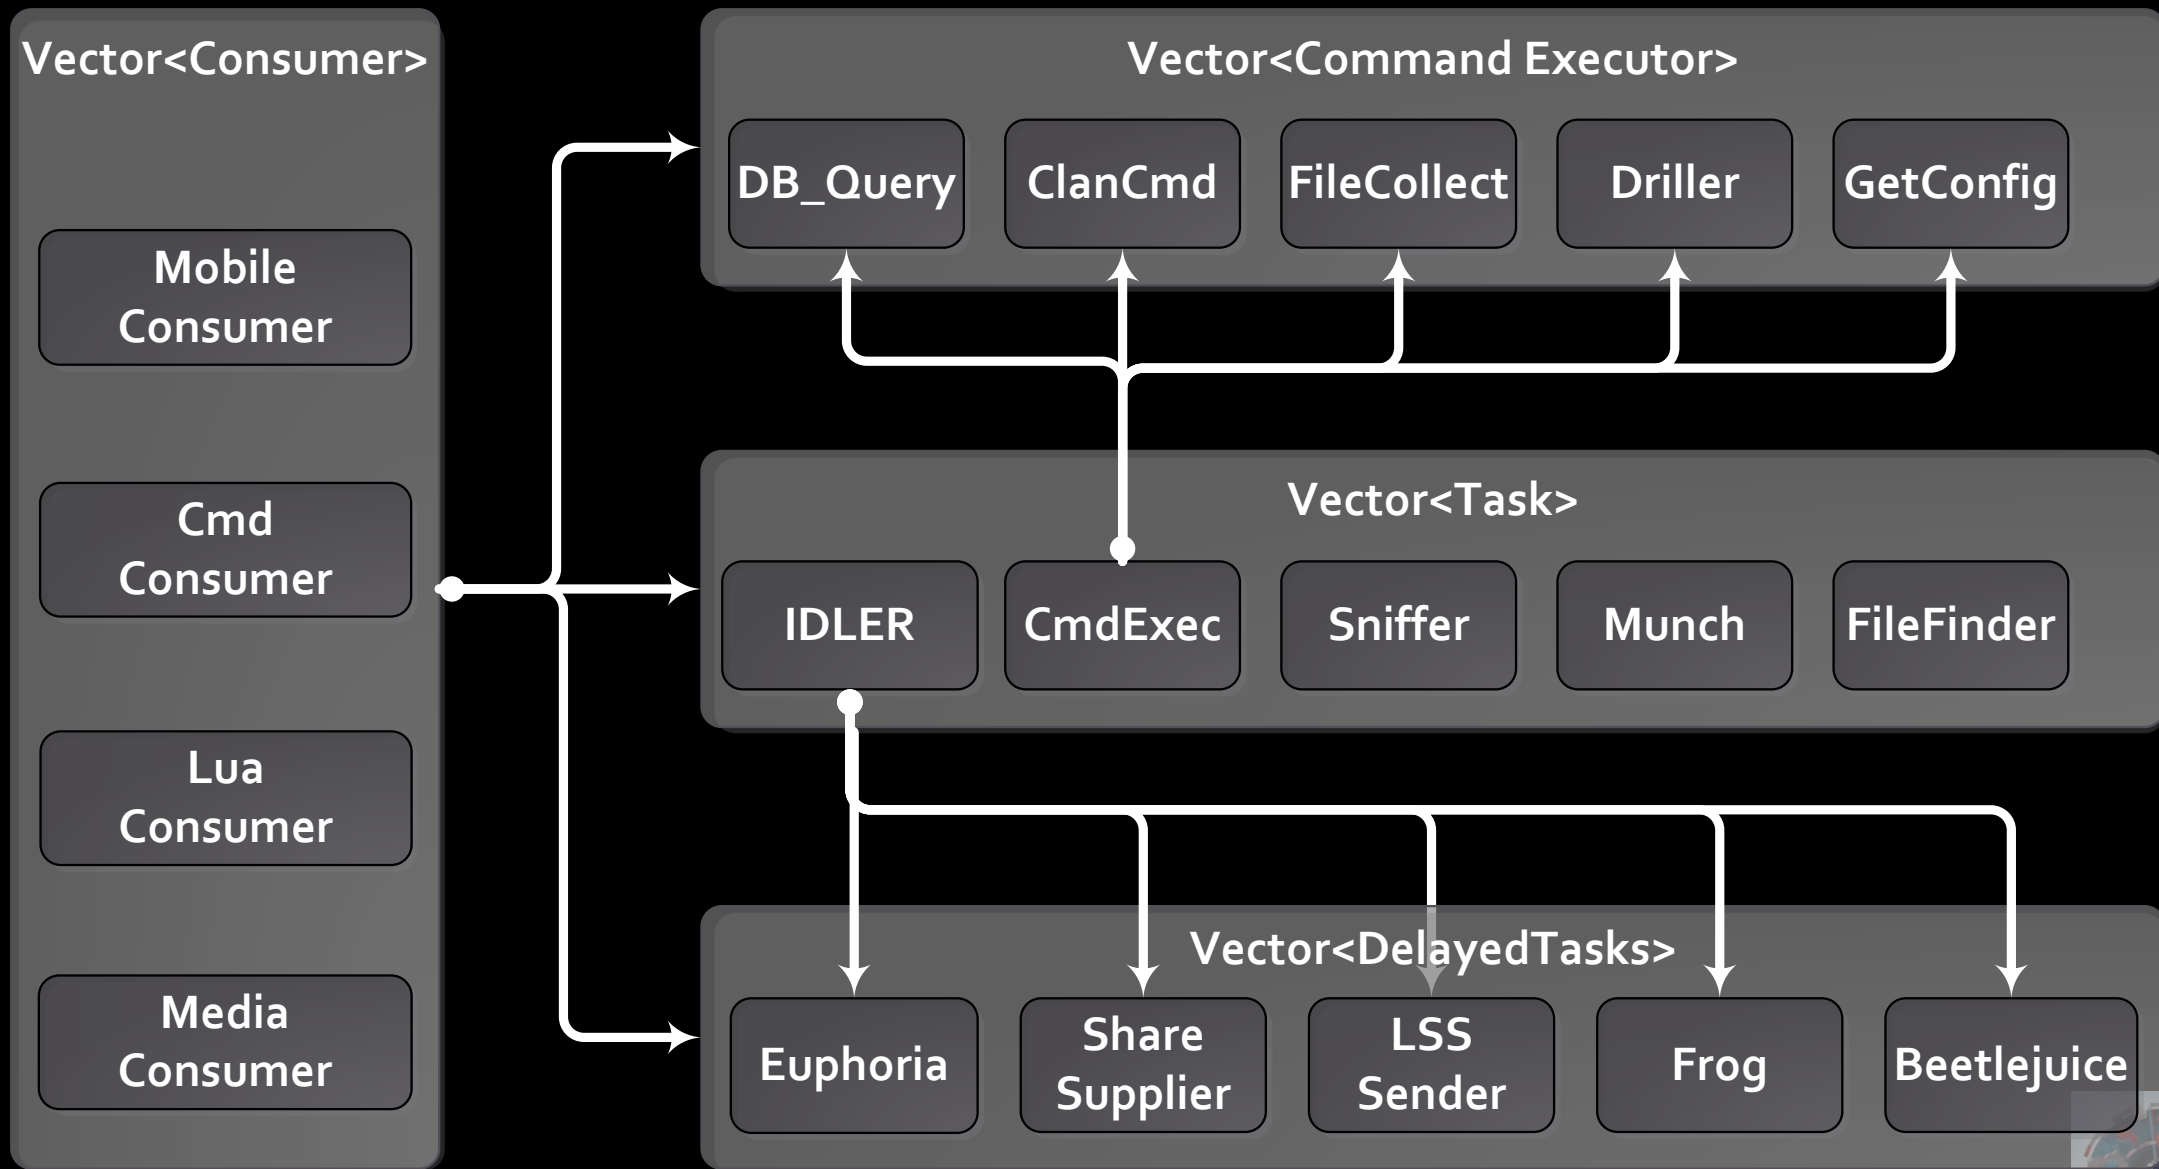 Vector<Consumer>
Mobile
Consumer
Cmd
Consumer
Lua
Consumer
Media
Consumer
Vector<Command Executor>
DB_Query
ClanCmd
FileCollect
Driller
GetConfig
Vector<Task>
IDLER
CmdExec
Sniffer
Munch
FileFinder
Vector<DelayedTasks>
Euphoria
Share
Supplier
LSS
Sender
Frog
Beetlejuice